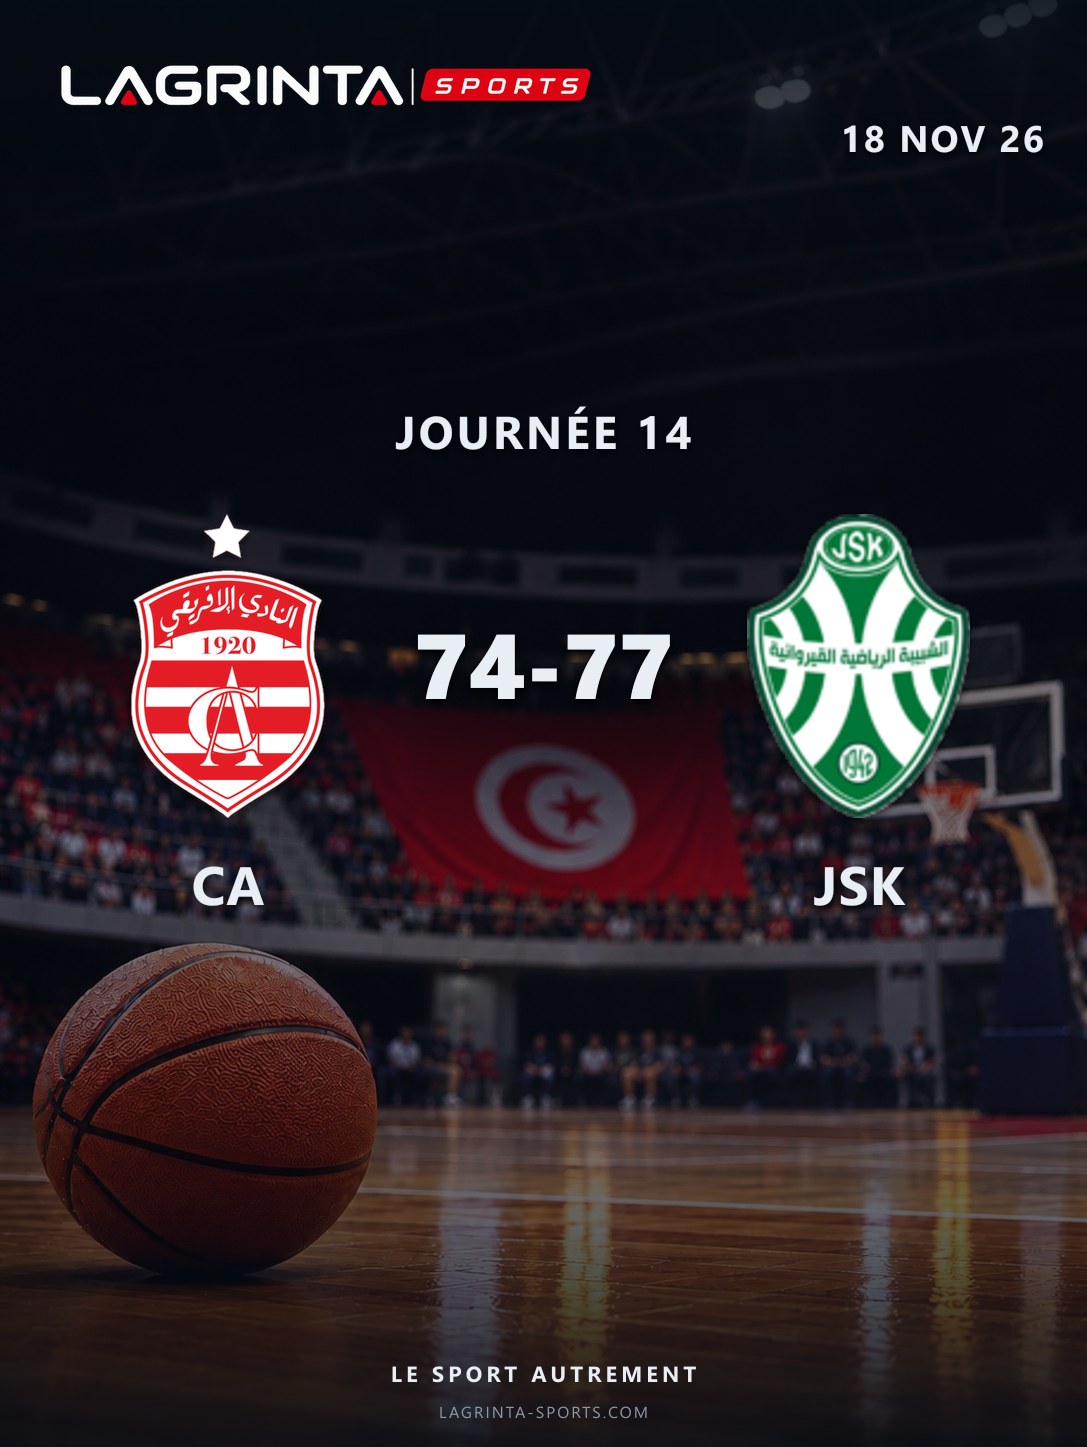 LAGRINTA SPORTS
18 NOV 26
JOURNÉE 14
النادي الافريقي
1920
CA
74-77
JSK
الشبيبة الرياضية القيروانية
1942
CA
JSK
LE SPORT AUTREMENT
LAGRINTA-SPORTS.COM